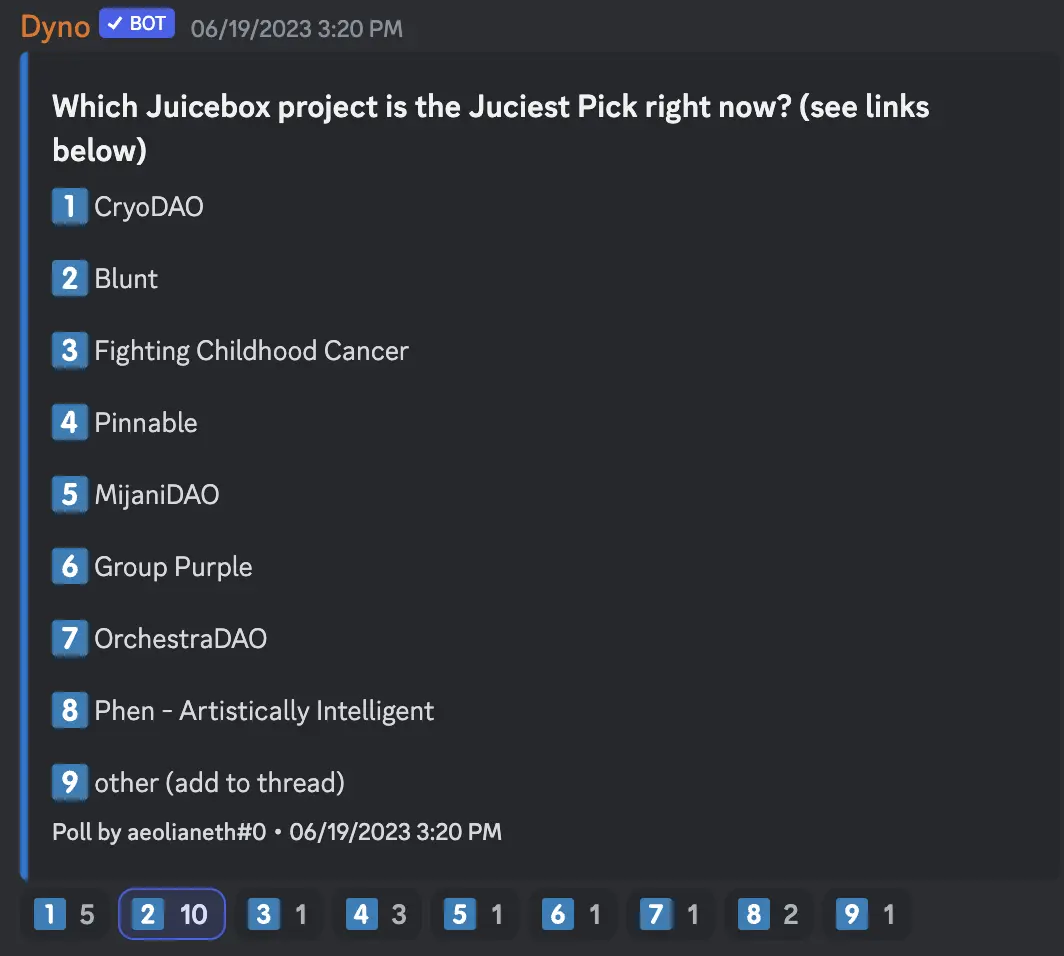 Dyno ✓ BOT 06/19/2023 3:20 PM
Which Juicebox project is the Juciest Pick right now? (see links
below)
1 CryoDAO
2 Blunt
3 Fighting Childhood Cancer
4 Pinnable
5 MijaniDAO
6 Group Purple
7 OrchestraDAO
8 Phen - Artistically Intelligent
9 other (add to thread)
Poll by aeolianeth#0 • 06/19/2023 3:20 PM
1 5 2 10 3 1 4 3 5 1 6 1 7 1 8 2 9 1